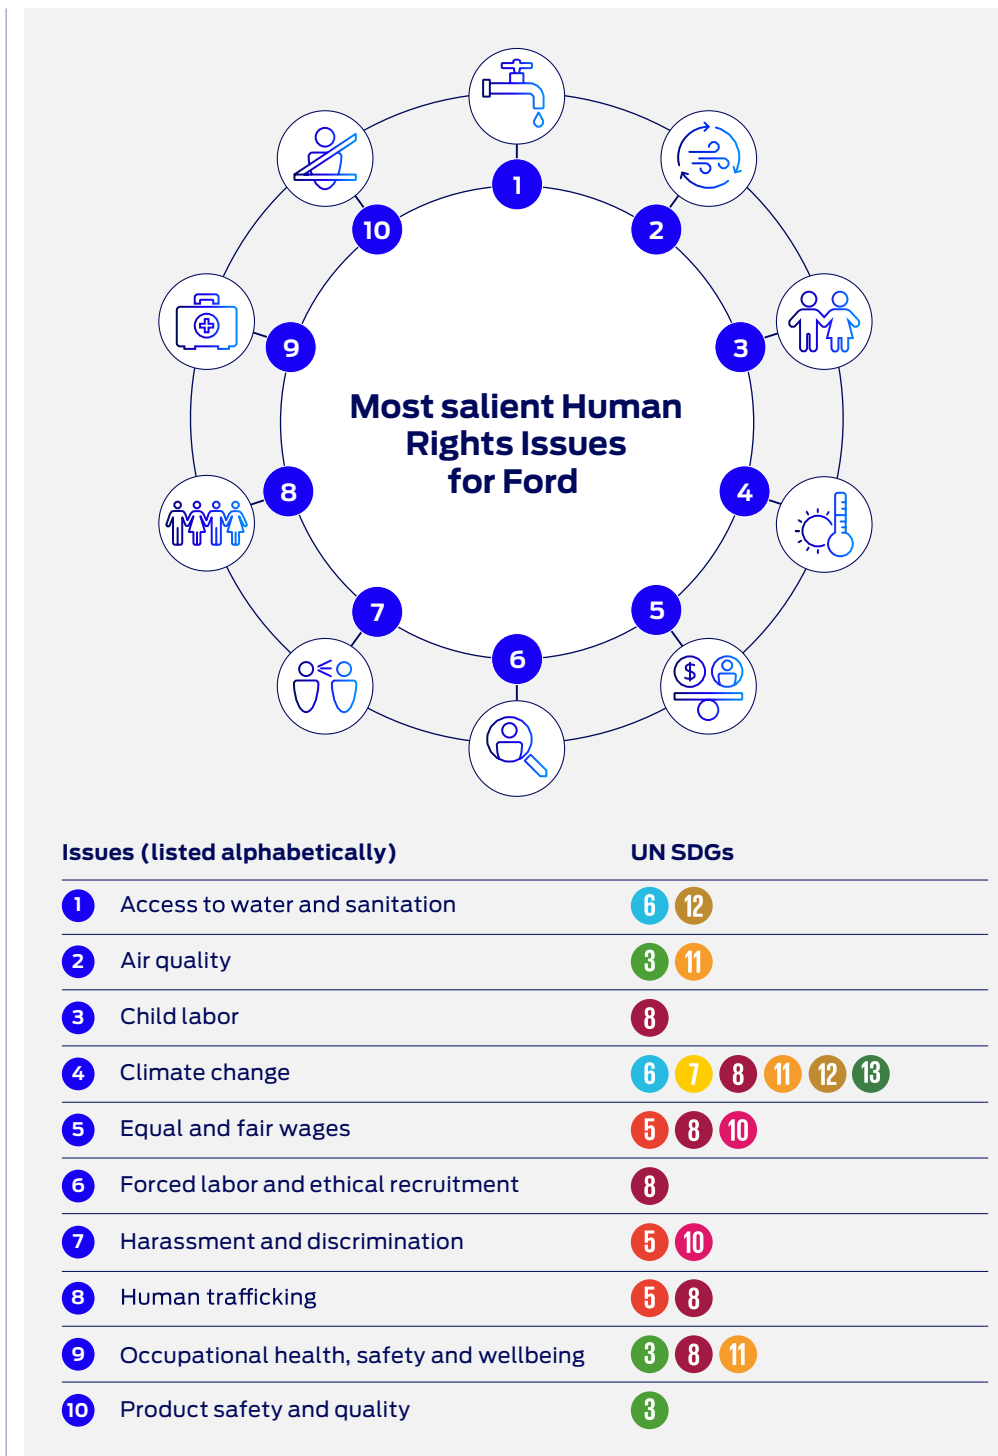 1
2
3
4
5
6
7
8
9
10
$
Most salient Human
Rights Issues
for Ford
Issues (listed alphabetically) UN SDGs
1 Access to water and sanitation 6 12
2 Air quality 3 11
3 Child labor 8
4 Climate change 6 7 8 11 12 13
5 Equal and fair wages 5 8 10
6 Forced labor and ethical recruitment 8
7 Harassment and discrimination 5 10
8 Human trafficking 5 8
9 Occupational health, safety and wellbeing 3 8 11
10 Product safety and quality 3